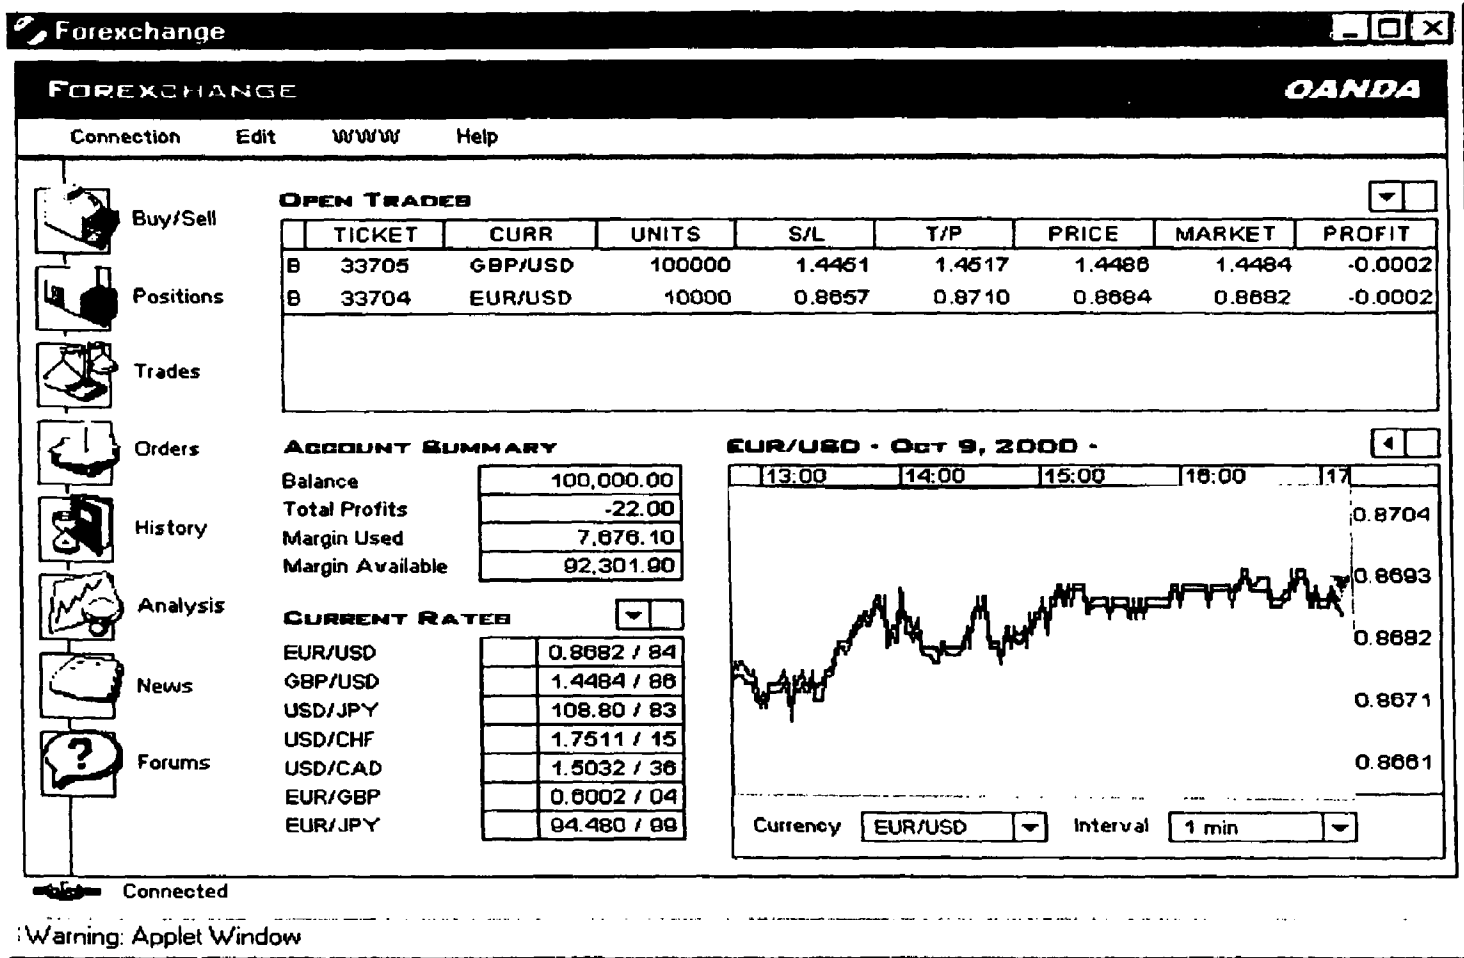 Forexchange
FOREXCHANGE OANDA
Connection Edit WWW Help
Buy/Sell
Positions
Trades
Orders
History
Analysis
News
Forums
OPEN TRADES
TICKET CURR UNITS S/L T/P PRICE MARKET PROFIT
B 33705 GBP/USD 100000 1.4451 1.4517 1.4486 1.4484 -0.0002
B 33704 EUR/USD 10000 0.8657 0.8710 0.8684 0.8682 -0.0002
ACCOUNT SUMMARY
Balance 100,000.00
Total Profits -22.00
Margin Used 7,676.10
Margin Available 92,301.90
CURRENT RATES
EUR/USD 0.8682 / 84
GBP/USD 1.4484 / 86
USD/JPY 108.80 / 83
USD/CHF 1.7511 / 15
USD/CAD 1.5032 / 36
EUR/GBP 0.6002 / 04
EUR/JPY 94.480 / 99
EUR/USD - OCT 9, 2000 -
13:00 14:00 15:00 16:00 17
0.8704
0.8693
0.8682
0.8671
0.8661
Currency EUR/USD Interval 1 min
Connected
Warning: Applet Window